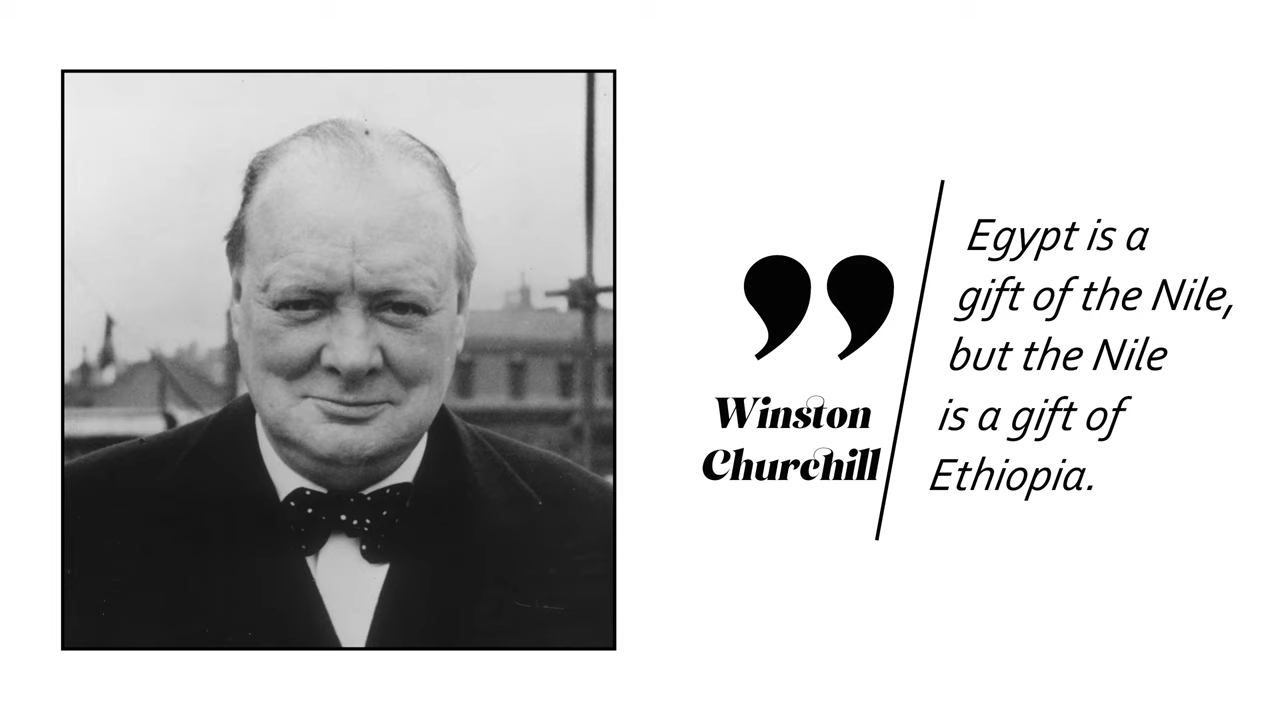 Winston
Churchill
Egypt is a
gift of the Nile,
but the Nile
is a gift of
Ethiopia.